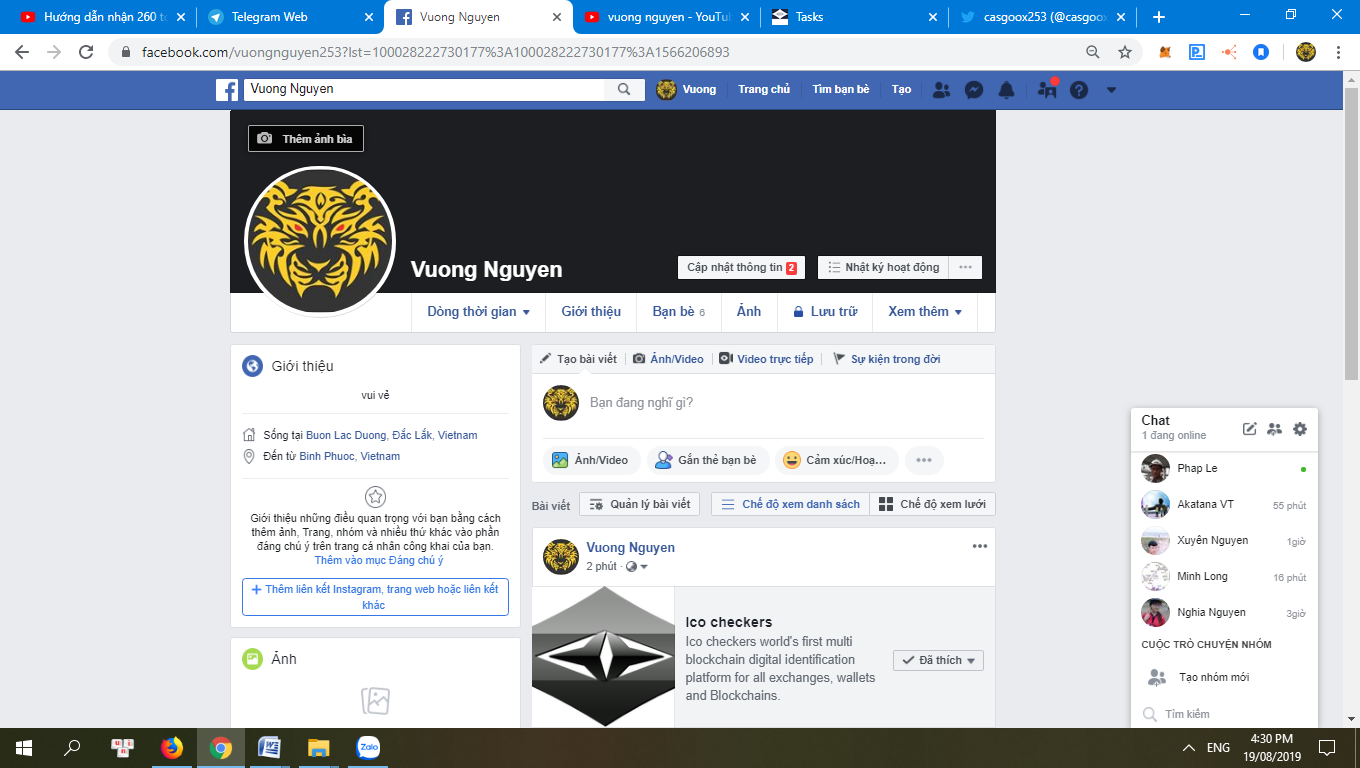 Hướng dẫn nhận 260 to
Telegram Web
Vuong Nguyen
vuong nguyen - YouTu
Tasks
casgoox253 (@casgoox
facebook.com/vuongnguyen253?lst=100028222730177%3A100028222730177%3A1566206893
Vuong Nguyen
Vuong
Trang chủ
Tìm bạn bè
Tạo
Thêm ảnh bìa
Vuong Nguyen
Cập nhật thông tin 2
Nhật ký hoạt động
Dòng thời gian
Giới thiệu
Bạn bè 6
Ảnh
Lưu trữ
Xem thêm
Giới thiệu
vui vẻ
Sống tại Buon Lac Duong, Đắc Lắk, Vietnam
Đến từ Binh Phuoc, Vietnam
Giới thiệu những điều quan trọng với bạn bằng cách
thêm ảnh, Trang, nhóm và nhiều thứ khác vào phần
đáng chú ý trên trang cá nhân công khai của bạn.
Thêm vào mục Đáng chú ý
+ Thêm liên kết Instagram, trang web hoặc liên kết
khác
Ảnh
Tạo bài viết
Ảnh/Video
Video trực tiếp
Sự kiện trong đời
Bạn đang nghĩ gì?
Ảnh/Video
Gắn thẻ bạn bè
Cảm xúc/Hoạ...
Bài viết
Quản lý bài viết
Chế độ xem danh sách
Chế độ xem lưới
Vuong Nguyen
2 phút ·
Ico checkers
Ico checkers world's first multi
blockchain digital identification
platform for all exchanges, wallets
and Blockchains.
Đã thích
Chat
1 đang online
Phap Le
Akatana VT 55 phút
Xuyên Nguyen 1giờ
Minh Long 16 phút
Nghia Nguyen 3giờ
CUỘC TRÒ CHUYỆN NHÓM
Tạo nhóm mới
Tìm kiếm
Zalo
ENG
4:30 PM
19/08/2019